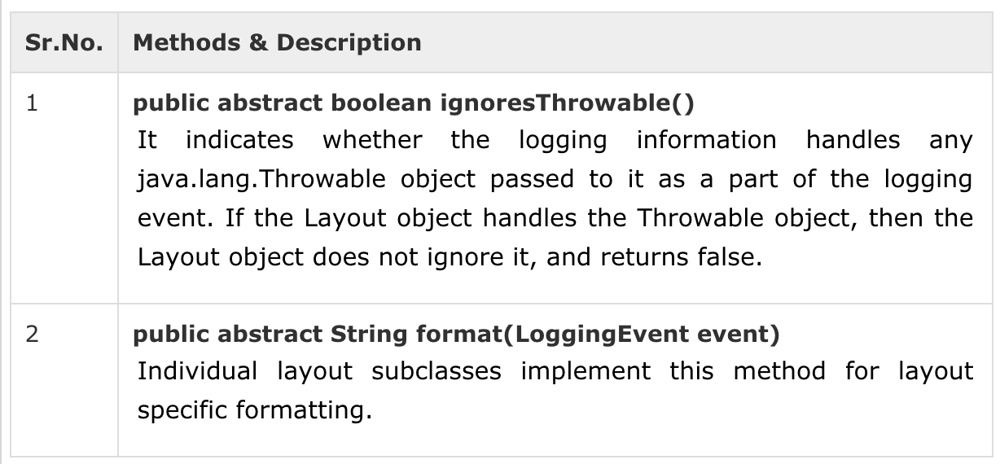 Sr.No. Methods & Description
1 public abstract boolean ignoresThrowable()
It indicates whether the logging information handles any
java.lang.Throwable object passed to it as a part of the logging
event. If the Layout object handles the Throwable object, then the
Layout object does not ignore it, and returns false.
2 public abstract String format(LoggingEvent event)
Individual layout subclasses implement this method for layout
specific formatting.